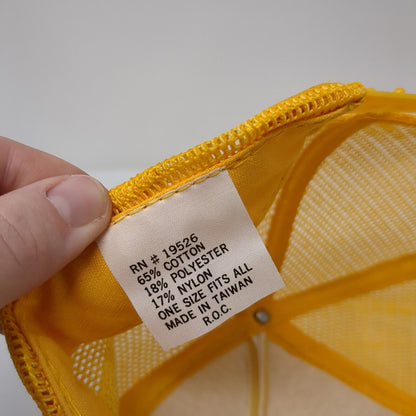 RN # 19526
65% COTTON
18% POLYESTER
17% NYLON
ONE SIZE FITS ALL
MADE IN TAIWAN
R.O.C.